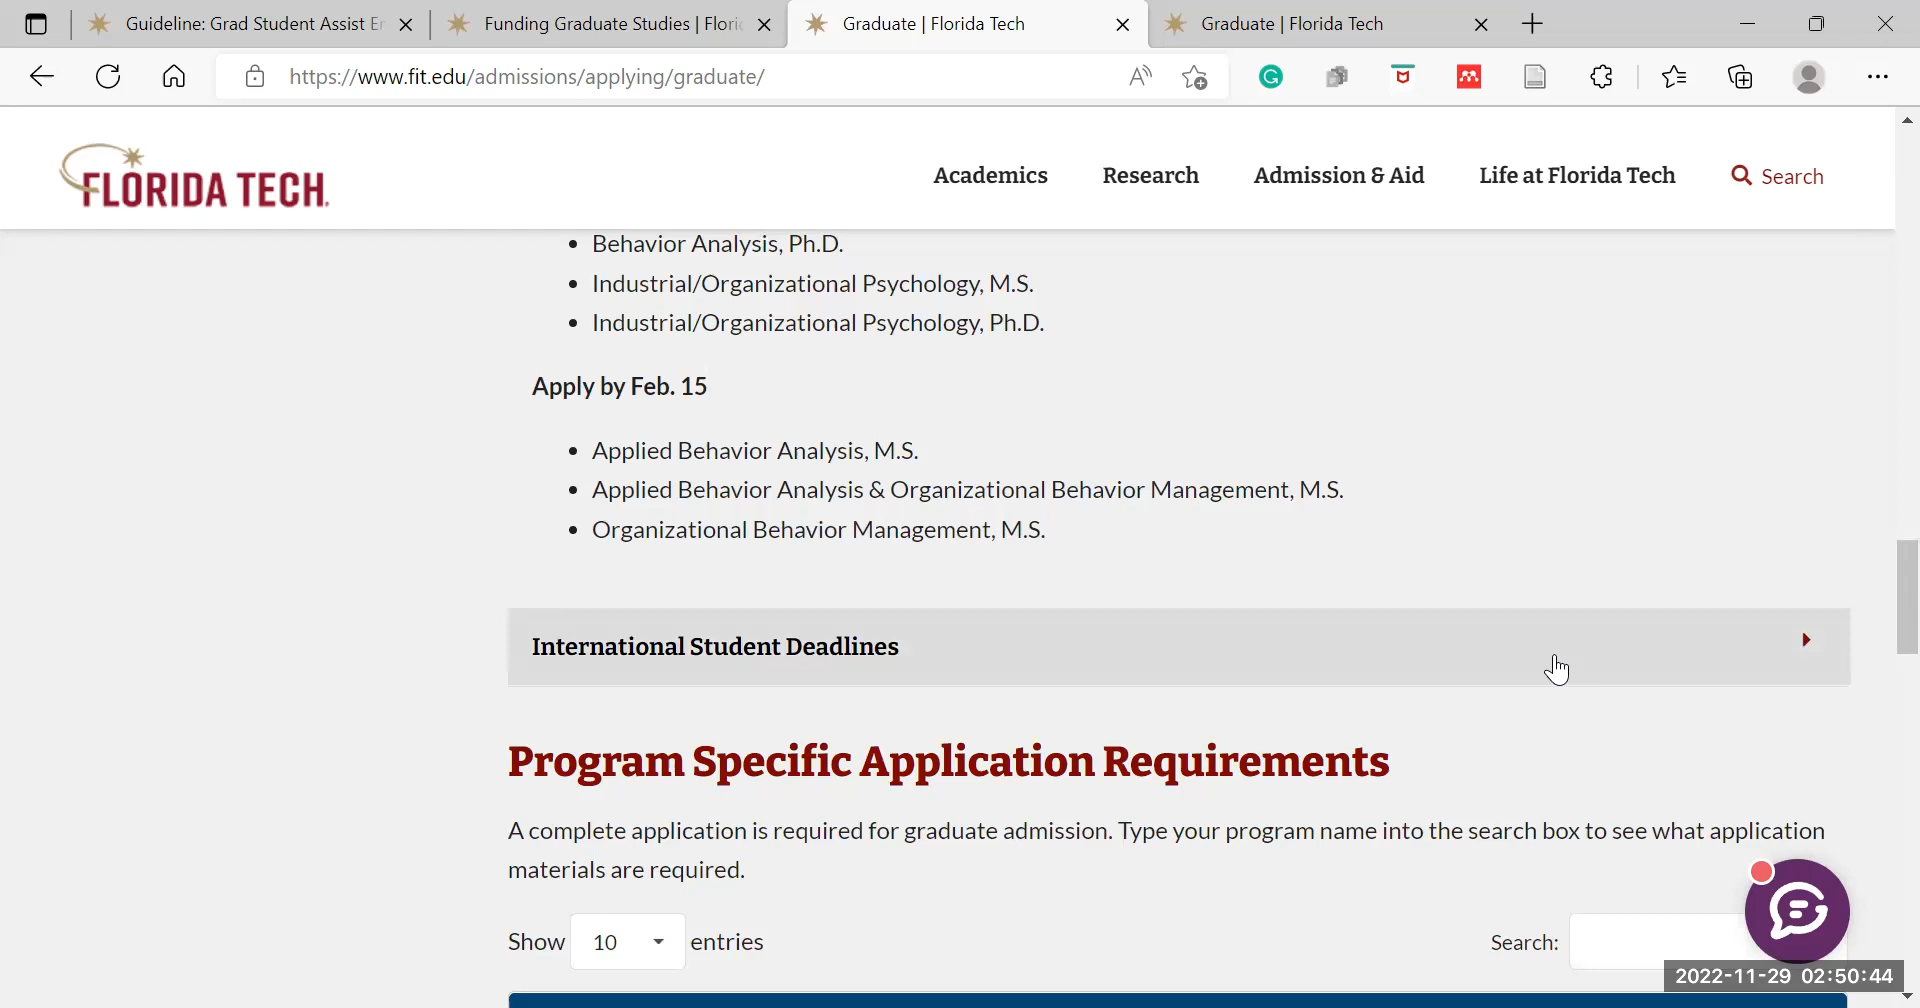 Guideline: Grad Student Assist Er
Funding Graduate Studies | Flori
Graduate | Florida Tech
Graduate | Florida Tech
https://www.fit.edu/admissions/applying/graduate/
FLORIDA TECH
Academics
Research
Admission & Aid
Life at Florida Tech
Search
• Behavior Analysis, Ph.D.
• Industrial/Organizational Psychology, M.S.
• Industrial/Organizational Psychology, Ph.D.
Apply by Feb. 15
• Applied Behavior Analysis, M.S.
• Applied Behavior Analysis & Organizational Behavior Management, M.S.
• Organizational Behavior Management, M.S.
International Student Deadlines
Program Specific Application Requirements
A complete application is required for graduate admission. Type your program name into the search box to see what application
materials are required.
Show 10 entries
Search:
2022-11-29 02:50:44